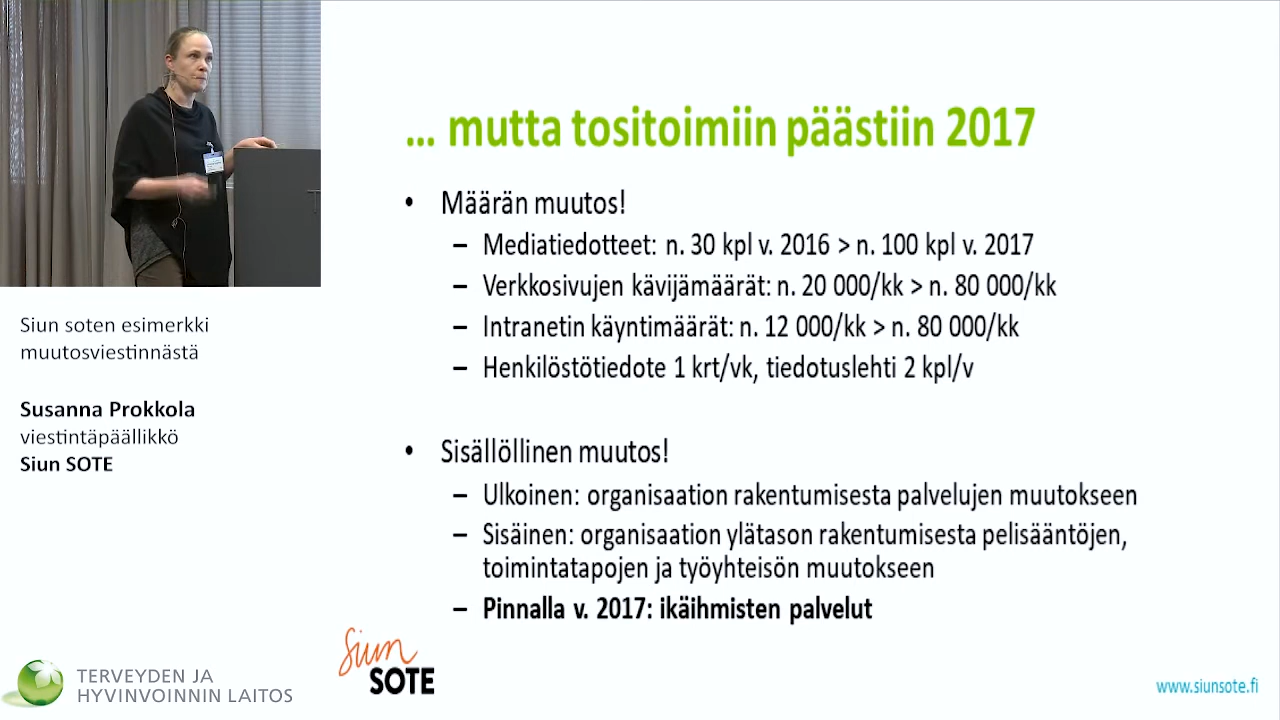 ... mutta tositoimiin päästiin 2017
• Määrän muutos!
– Mediatiedotteet: n. 30 kpl v. 2016 > n. 100 kpl v. 2017
– Verkkosivujen kävijämäärät: n. 20 000/kk > n. 80 000/kk
– Intranetin käyntimäärät: n. 12 000/kk > n. 80 000/kk
– Henkilöstötiedote 1 krt/vk, tiedotuslehti 2 kpl/v
• Sisällöllinen muutos!
– Ulkoinen: organisaation rakentumisesta palvelujen muutokseen
– Sisäinen: organisaation ylätason rakentumisesta pelisääntöjen,
toimintatapojen ja työyhteisön muutokseen
– Pinnalla v. 2017: ikäihmisten palvelut
Siun soten esimerkki
muutosviestinnästä
Susanna Prokkola
viestintäpäällikkö
Siun SOTE
TERVEYDEN JA
HYVINVOINNIN LAITOS
Siun
SOTE
www.siunsote.fi